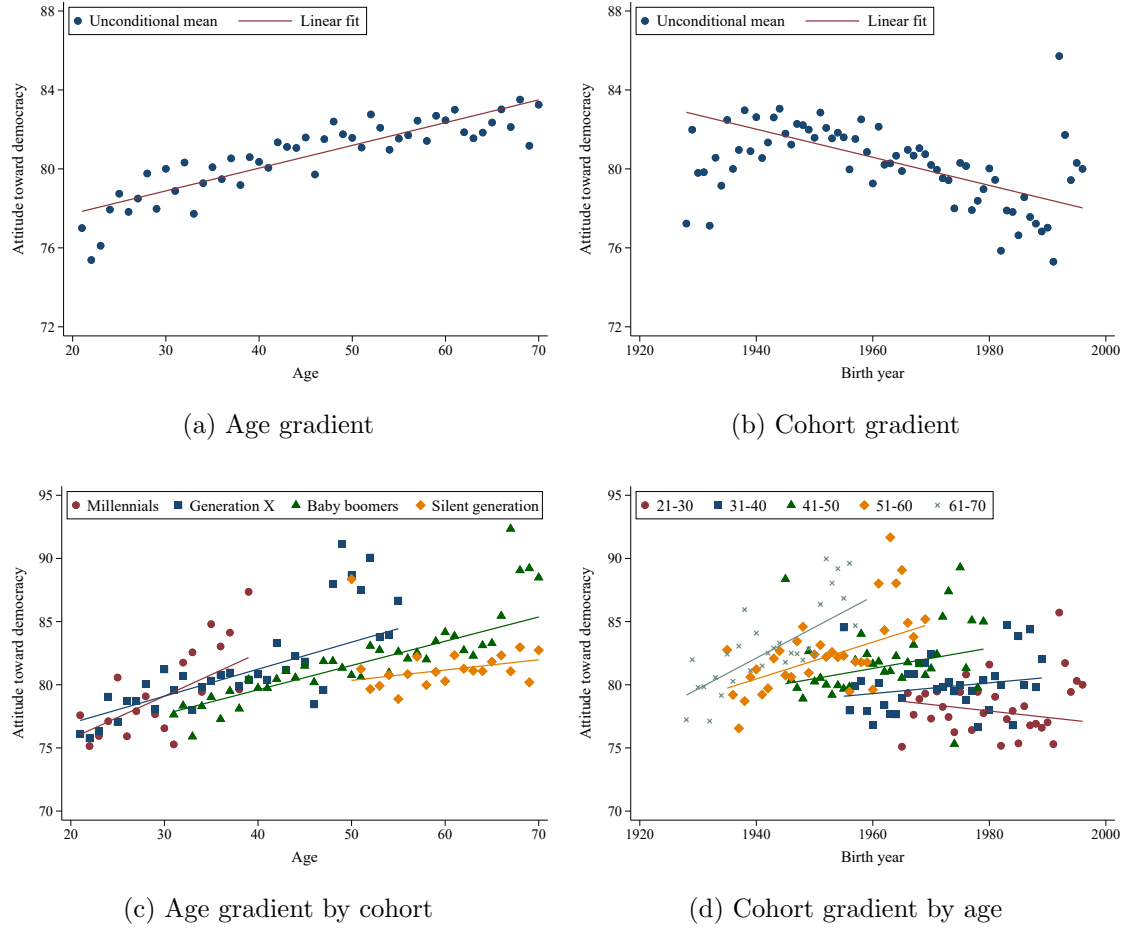 Unconditional mean Linear fit
88
84
80
76
72
Attitude toward democracy
20 30 40 50 60 70
Age
(a) Age gradient
Unconditional mean Linear fit
88
84
80
76
72
Attitude toward democracy
1920 1940 1960 1980 2000
Birth year
(b) Cohort gradient
Millennials Generation X Baby boomers Silent generation
95
90
85
80
75
70
Attitude toward democracy
20 30 40 50 60 70
Age
(c) Age gradient by cohort
21-30 31-40 41-50 51-60 61-70
95
90
85
80
75
70
Attitude toward democracy
1920 1940 1960 1980 2000
Birth year
(d) Cohort gradient by age